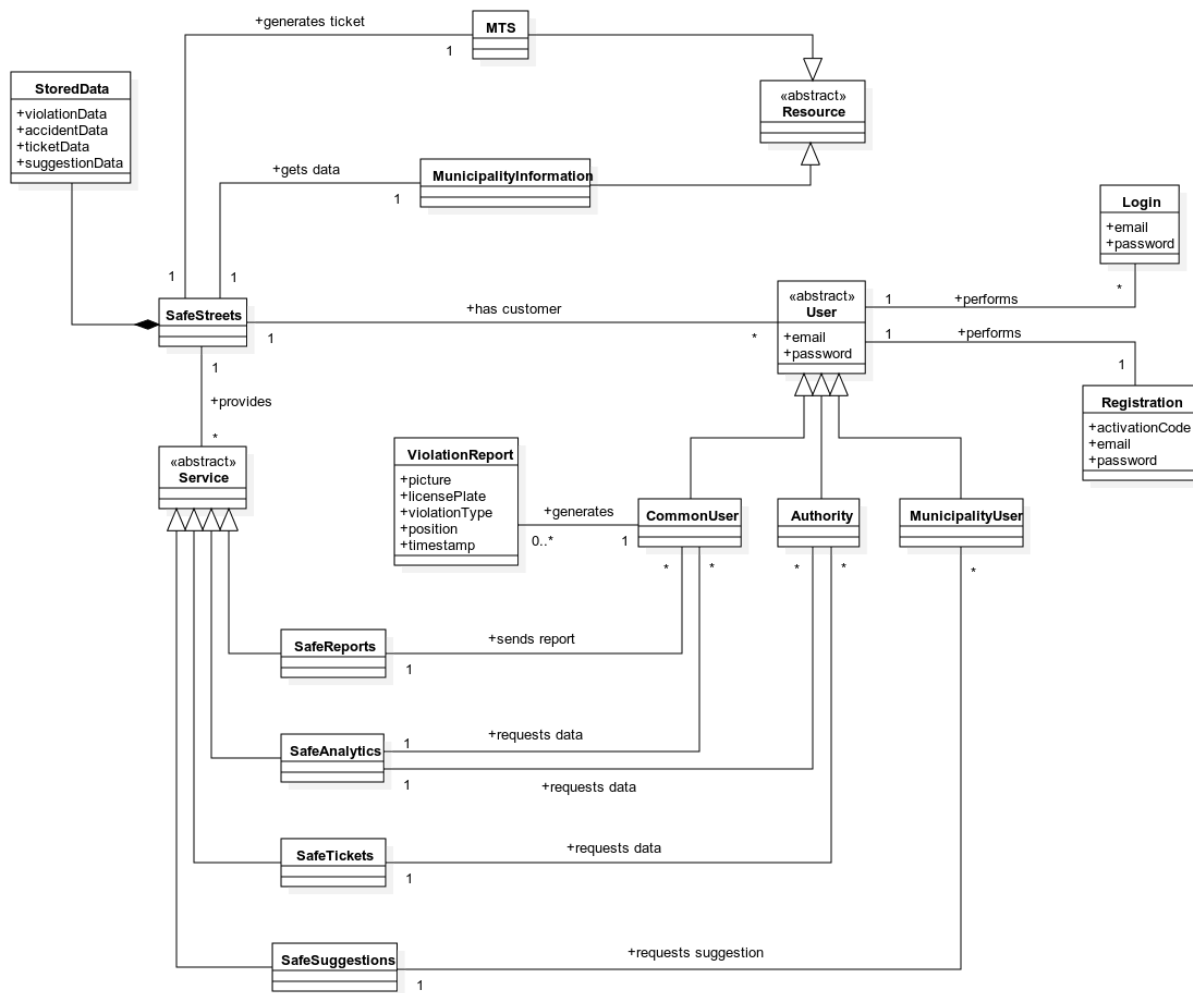 +generates ticket
MTS
1
StoredData
+violationData
+accidentData
+ticketData
+suggestionData
«abstract»
Resource
+gets data
MunicipalityInformation
1
Login
+email
+password
1
1
SafeStreets
+has customer
1
*
«abstract»
User
+email
+password
1
+performs
*
1
+performs
1
Registration
+activationCode
+email
+password
1
+provides
*
«abstract»
Service
ViolationReport
+picture
+licensePlate
+violationType
+position
+timestamp
+generates
0..*
1
CommonUser
Authority
MunicipalityUser
*
*
*
*
*
SafeReports
+sends report
1
SafeAnalytics
+requests data
1
1
+requests data
SafeTickets
+requests data
1
SafeSuggestions
+requests suggestion
1